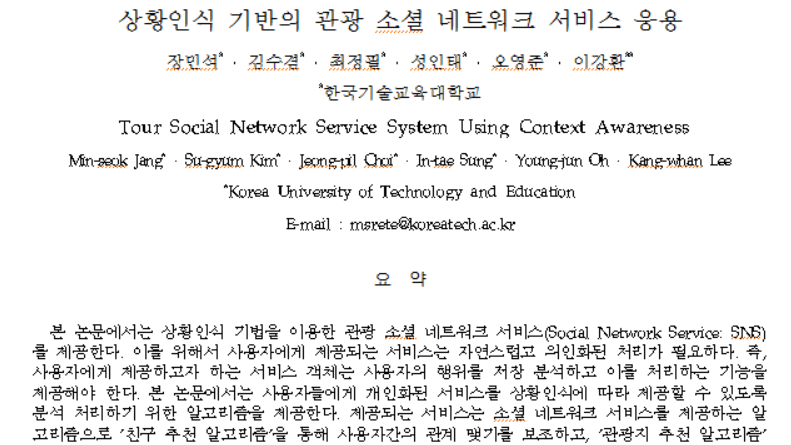 상황인식 기반의 관광 소셜 네트워크 서비스 응용
장민석* · 김수겸* · 최정필* · 성인태* · 오영준* · 이강환**
*한국기술교육대학교
Tour Social Network Service System Using Context Awareness
Min-seok Jang* · Su-gyum Kim* · Jeong-pil Choi* · In-tae Sung* · Young-jun Oh · Kang-whan Lee
*Korea University of Technology and Education
E-mail : msrete@koreatech.ac.kr
요 약
본 논문에서는 상황인식 기법을 이용한 관광 소셜 네트워크 서비스(Social Network Service: SNS)
를 제공한다. 이를 위해서 사용자에게 제공되는 서비스는 자연스럽고 의인화된 처리가 필요하다. 즉,
사용자에게 제공하고자 하는 서비스 객체는 사용자의 행위를 저장 분석하고 이를 처리하는 기능을
제공해야 한다. 본 논문에서는 사용자들에게 개인화된 서비스를 상황인식에 따라 제공할 수 있도록
분석 처리하기 위한 알고리즘을 제공한다. 제공되는 서비스는 소셜 네트워크 서비스를 제공하는 알
고리즘으로 '친구 추천 알고리즘'을 통해 사용자간의 관계 맺기를 보조하고, '관광지 추천 알고리즘'